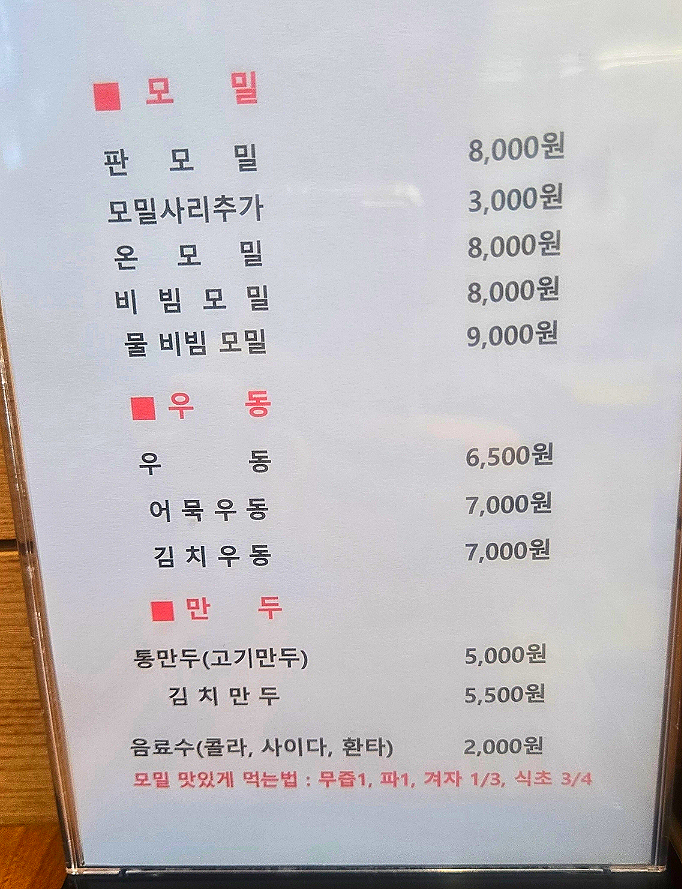 ■ 모 밀
판 모 밀 8,000원
모밀사리추가 3,000원
온 모 밀 8,000원
비 빔 모 밀 8,000원
물 비빔 모밀 9,000원
■ 우 동
우 동 6,500원
어 묵 우 동 7,000원
김 치 우 동 7,000원
■ 만 두
통만두(고기만두) 5,000원
김 치 만 두 5,500원
음료수(콜라, 사이다, 환타) 2,000원
모밀 맛있게 먹는법 : 무즙1, 파1, 겨자 1/3, 식초 3/4